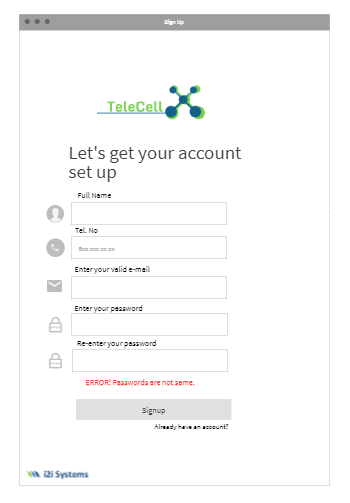 Sign Up
TeleCell
Let's get your account
set up
Full Name
Tel. No
5xx xxx xx xx
Enter your valid e-mail
Enter your password
Re-enter your password
ERROR! Passwords are not same.
Signup
Already have an account?
i2i Systems